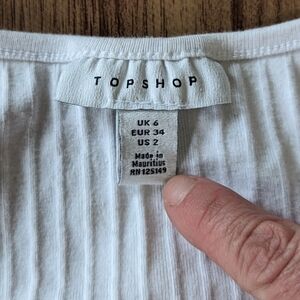 TOPSHOP
UK 6
EUR 34
US 2
Made in
Mauritius
RN 125149